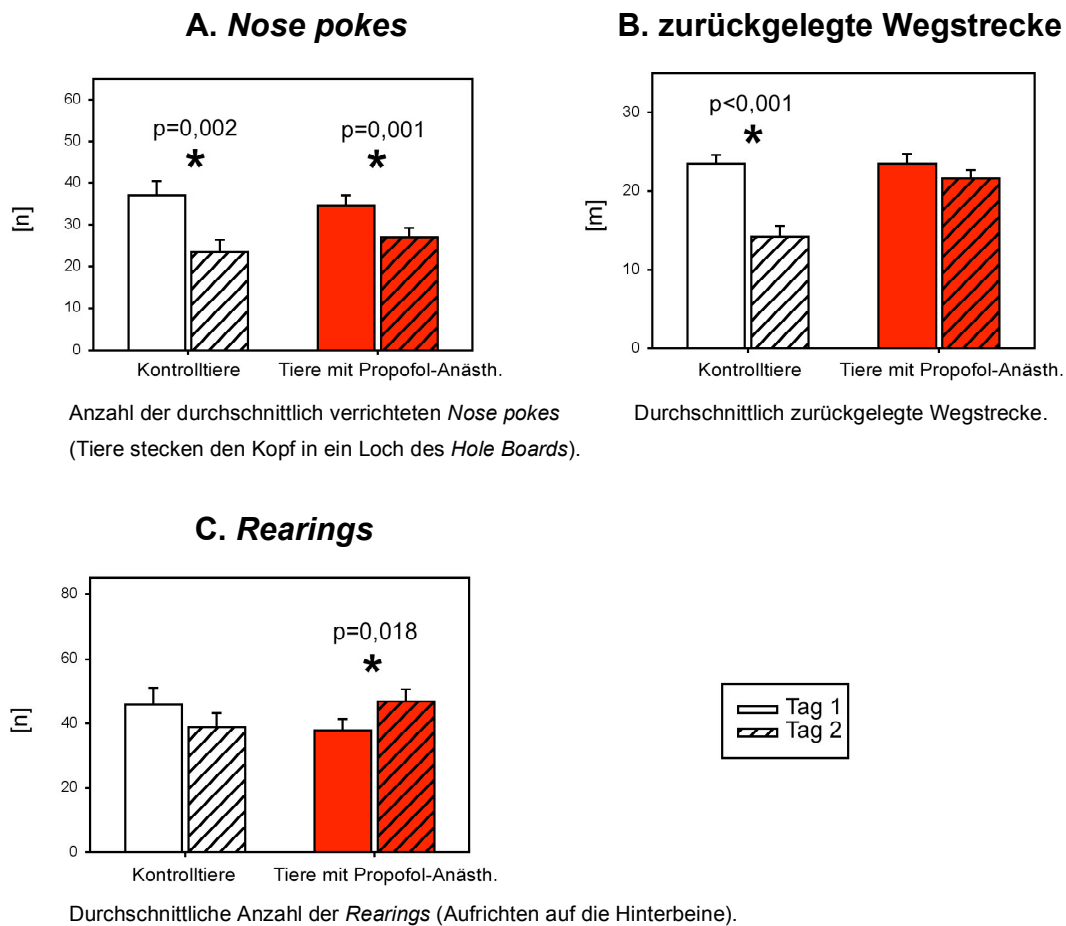 A. Nose pokes
p=0,002
p=0,001
[n]
60
50
40
30
20
10
0
Kontrolltiere
Tiere mit Propofol-Anästh.
Anzahl der durchschnittlich verrichteten Nose pokes
(Tiere stecken den Kopf in ein Loch des Hole Boards).
B. zurückgelegte Wegstrecke
p<0,001
[m]
30
20
10
0
Kontrolltiere
Tiere mit Propofol-Anästh.
Durchschnittlich zurückgelegte Wegstrecke.
C. Rearings
p=0,018
[n]
80
60
40
20
0
Kontrolltiere
Tiere mit Propofol-Anästh.
Durchschnittliche Anzahl der Rearings (Aufrichten auf die Hinterbeine).
Tag 1
Tag 2